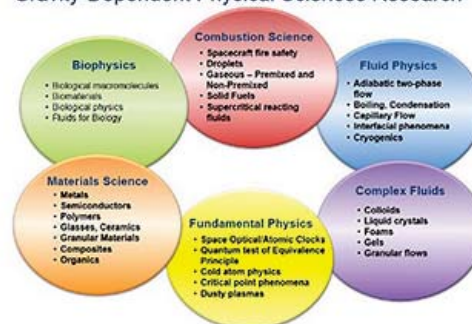 Gravity-Dependent Physical Sciences Research
Combustion Science
• Spacecraft fire safety
• Droplets
• Gaseous – Premixed and
Non-Premixed
• Solid Fuels
• Supercritical reacting
fluids
Biophysics
• Biological macromolecules
• Biomaterials
• Biological physics
• Fluids for Biology
Fluid Physics
• Adiabatic two-phase
flow
• Boiling, Condensation
• Capillary Flow
• Interfacial phenomena
• Cryogenics
Materials Science
• Metals
• Semiconductors
• Polymers
• Glasses, Ceramics
• Granular Materials
• Composites
• Organics
Fundamental Physics
• Space Optical/Atomic Clocks
• Quantum test of Equivalence
Principle
• Cold atom physics
• Critical point phenomena
• Dusty plasmas
Complex Fluids
• Colloids
• Liquid crystals
• Foams
• Gels
• Granular flows